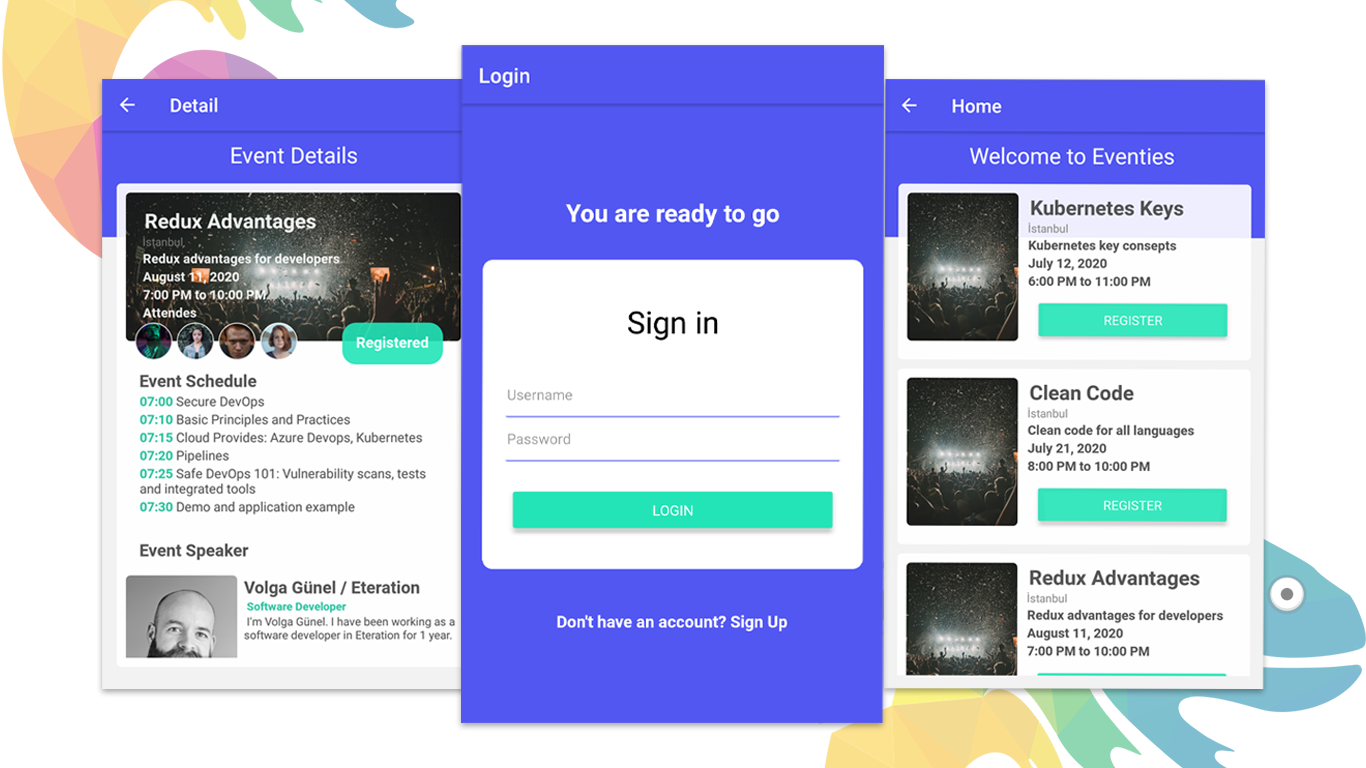 Detail
Event Details
Redux Advantages
İstanbul
Redux advantages for developers
August 11, 2020
7:00 PM to 10:00 PM
Attendes
Registered
Event Schedule
07:00 Secure DevOps
07:10 Basic Principles and Practices
07:15 Cloud Provides: Azure Devops, Kubernetes
07:20 Pipelines
07:25 Safe DevOps 101: Vulnerability scans, tests
and integrated tools
07:30 Demo and application example
Event Speaker
Volga Günel / Eteration
Software Developer
I'm Volga Günel. I have been working as a
software developer in Eteration for 1 year.
Login
You are ready to go
Sign in
Username
Password
LOGIN
Don't have an account? Sign Up
Home
Welcome to Eventies
Kubernetes Keys
İstanbul
Kubernetes key consepts
July 12, 2020
6:00 PM to 11:00 PM
REGISTER
Clean Code
İstanbul
Clean code for all languages
July 21, 2020
8:00 PM to 10:00 PM
REGISTER
Redux Advantages
İstanbul
Redux advantages for developers
August 11, 2020
7:00 PM to 10:00 PM